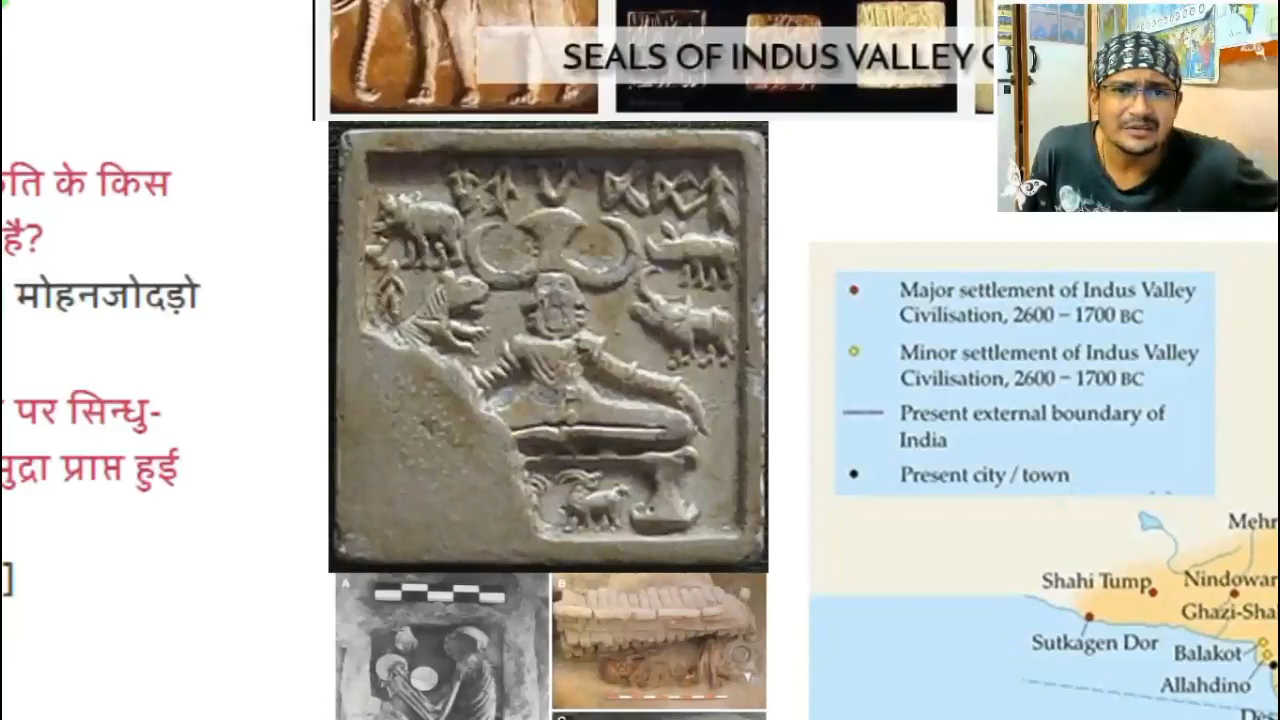 SEALS OF INDUS VALLEY
के किस
है?
मोहनजोदड़ो
पर सिन्धु-
प्राप्त हुई
]
Major settlement of Indus Valley
Civilisation, 2600 – 1700 BC
Minor settlement of Indus Valley
Civilisation, 2600 – 1700 BC
Present external boundary of
India
Present city / town
Shahi Tump
Sutkagen Dor
Balakot
Allahdino
A
B